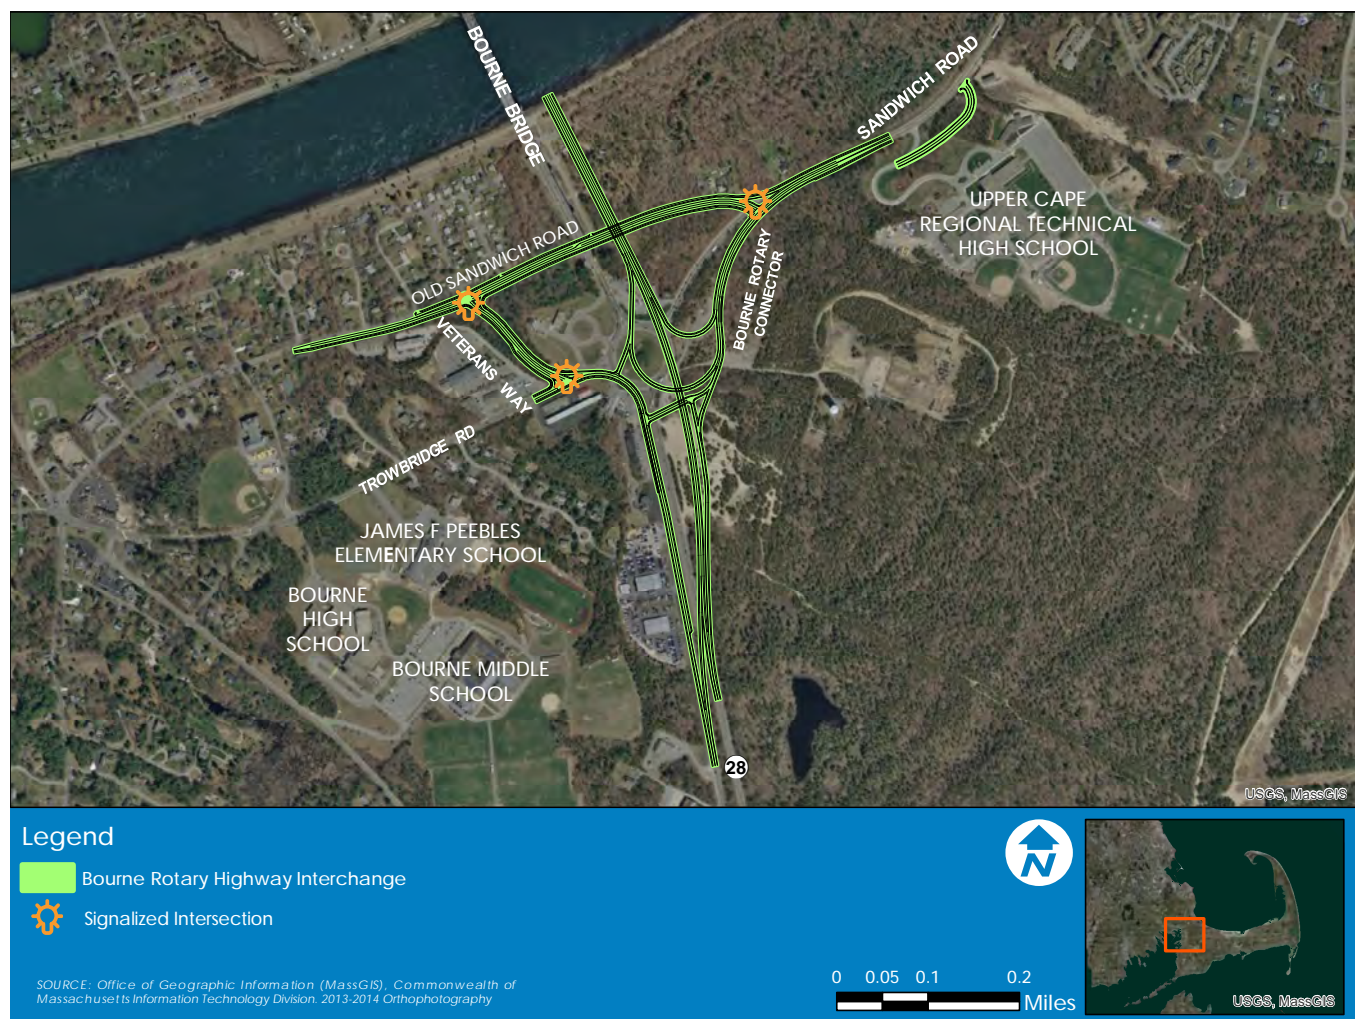 BOURNE BRIDGE
SANDWICH ROAD
UPPER CAPE
REGIONAL TECHNICAL
HIGH SCHOOL
OLD SANDWICH ROAD
BOURNE ROTARY
CONNECTOR
VETERANS WAY
TROWBRIDGE RD
JAMES F PEEBLES
ELEMENTARY SCHOOL
BOURNE
HIGH
SCHOOL
BOURNE MIDDLE
SCHOOL
28
USGS, MassGIS
Legend
Bourne Rotary Highway Interchange
Signalized Intersection
SOURCE: Office of Geographic Information (MassGIS), Commonwealth of
Massachusetts Information Technology Division. 2013-2014 Orthophotography
N
0 0.05 0.1 0.2
Miles
USGS, MassGIS